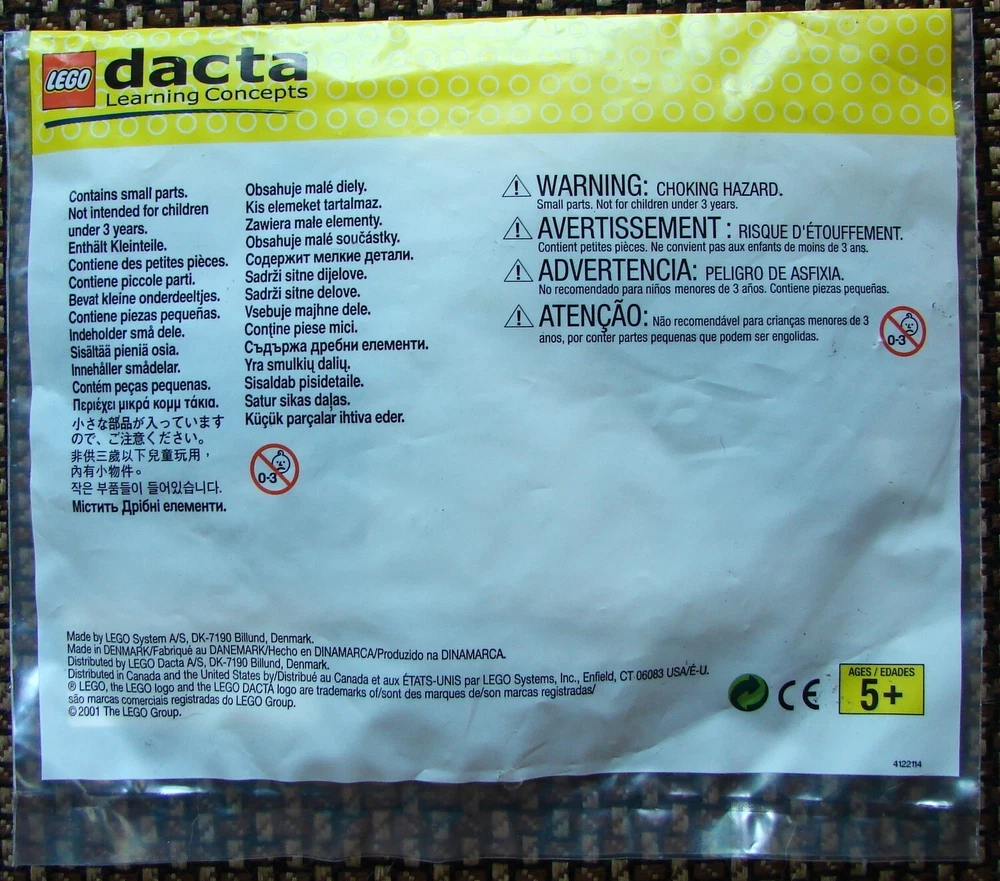 LEGO dacta
Learning Concepts
Contains small parts.
Not intended for children
under 3 years.
Enthält Kleinteile.
Contiene des petites pièces.
Contiene piccole parti.
Bevat kleine onderdeeltjes.
Contiene piezas pequeñas.
Indeholder små dele.
Sisältää pieniä osia.
Innehåller smådelar.
Contém peças pequenas.
Περιέχει μικρά κομμ τάκια.
小さな部品が入っています
ので、ご注意ください。
非供三歲以下兒童玩用，
內有小物件。
작은 부품들이 들어있습니다.
Містить Дрібні елементи.
Obsahuje malé diely.
Kis elemeket tartalmaz.
Zawiera małe elementy.
Obsahuje malé součástky.
Содержит мелкие детали.
Sadrži sitne dijelove.
Sadrži sitne delove.
Vsebuje majhne dele.
Conţine piese mici.
Съдържа дребни елементи.
Yra smulkių dalių.
Sisaldab pisidetaile.
Satur sikas daļas.
Küçük parçalar ihtiva eder.
0-3
WARNING: CHOKING HAZARD.
Small parts. Not for children under 3 years.
AVERTISSEMENT : RISQUE D'ÉTOUFFEMENT.
Contient petites pièces. Ne convient pas aux enfants de moins de 3 ans.
ADVERTENCIA: PELIGRO DE ASFIXIA.
No recomendado para niños menores de 3 años. Contiene piezas pequeñas.
ATENÇÃO: Não recomendável para crianças menores de 3
anos, por conter partes pequenas que podem ser engolidas.
0-3
Made by LEGO System A/S, DK-7190 Billund, Denmark.
Made in DENMARK/Fabriqué au DANEMARK/Hecho en DINAMARCA/Produzido na DINAMARCA.
Distributed by LEGO Dacta A/S, DK-7190 Billund, Denmark.
Distributed in Canada and the United States by/Distribué au Canada et aux ÉTATS-UNIS par LEGO Systems, Inc., Enfield, CT 06083 USA/É-U.
® LEGO, the LEGO logo and the LEGO DACTA logo are trademarks of/sont des marques de/son marcas registradas/
são marcas comerciais registradas do LEGO Group.
© 2001 The LEGO Group.
CE
AGES / EDADES
5+
4122114